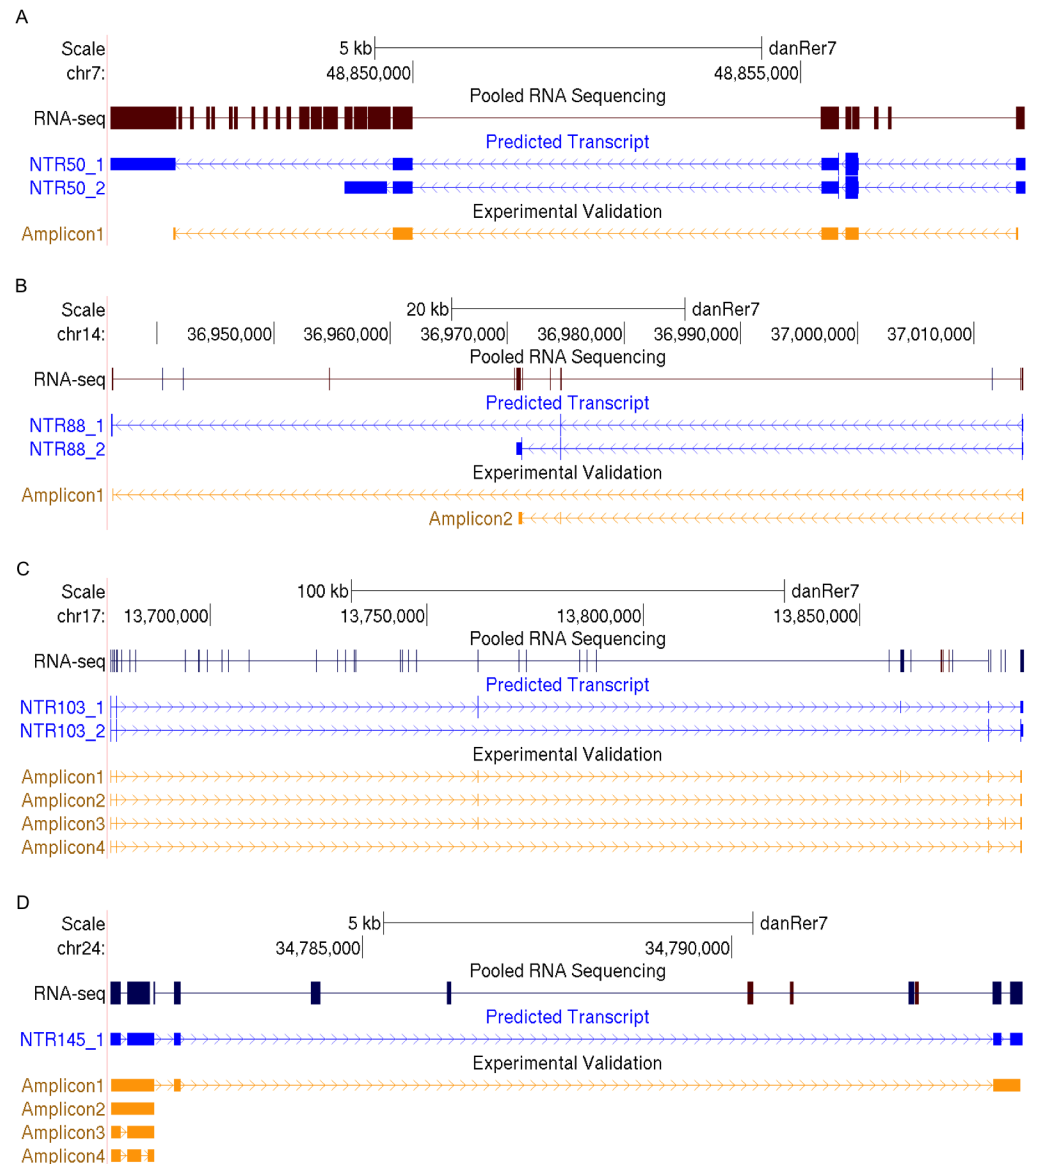 A
Scale 5 kb danRer7
chr7: 48,850,000 48,855,000
Pooled RNA Sequencing
RNA-seq
Predicted Transcript
NTR50_1
NTR50_2
Experimental Validation
Amplicon1
B
Scale 20 kb danRer7
chr14: 36,950,000 36,960,000 36,970,000 36,980,000 36,990,000 37,000,000 37,010,000
Pooled RNA Sequencing
RNA-seq
Predicted Transcript
NTR88_1
NTR88_2
Experimental Validation
Amplicon1
Amplicon2
C
Scale 100 kb danRer7
chr17: 13,700,000 13,750,000 13,800,000 13,850,000
Pooled RNA Sequencing
RNA-seq
Predicted Transcript
NTR103_1
NTR103_2
Experimental Validation
Amplicon1
Amplicon2
Amplicon3
Amplicon4
D
Scale 5 kb danRer7
chr24: 34,785,000 34,790,000
Pooled RNA Sequencing
RNA-seq
Predicted Transcript
NTR145_1
Experimental Validation
Amplicon1
Amplicon2
Amplicon3
Amplicon4